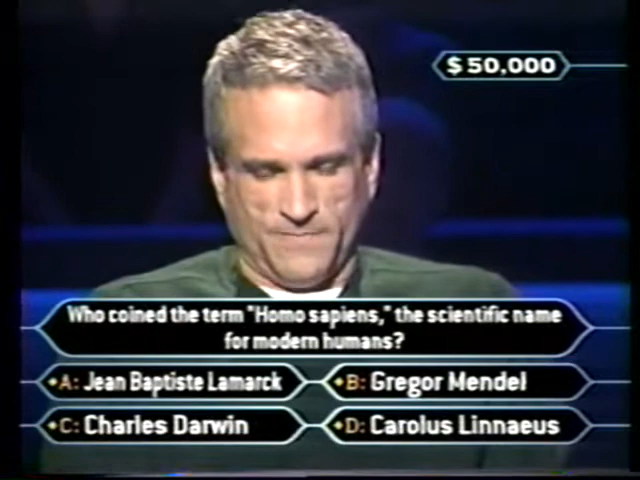 $50,000
Who coined the term "Homo sapiens," the scientific name
for modern humans?
A: Jean Baptiste Lamarck
B: Gregor Mendel
C: Charles Darwin
D: Carolus Linnaeus